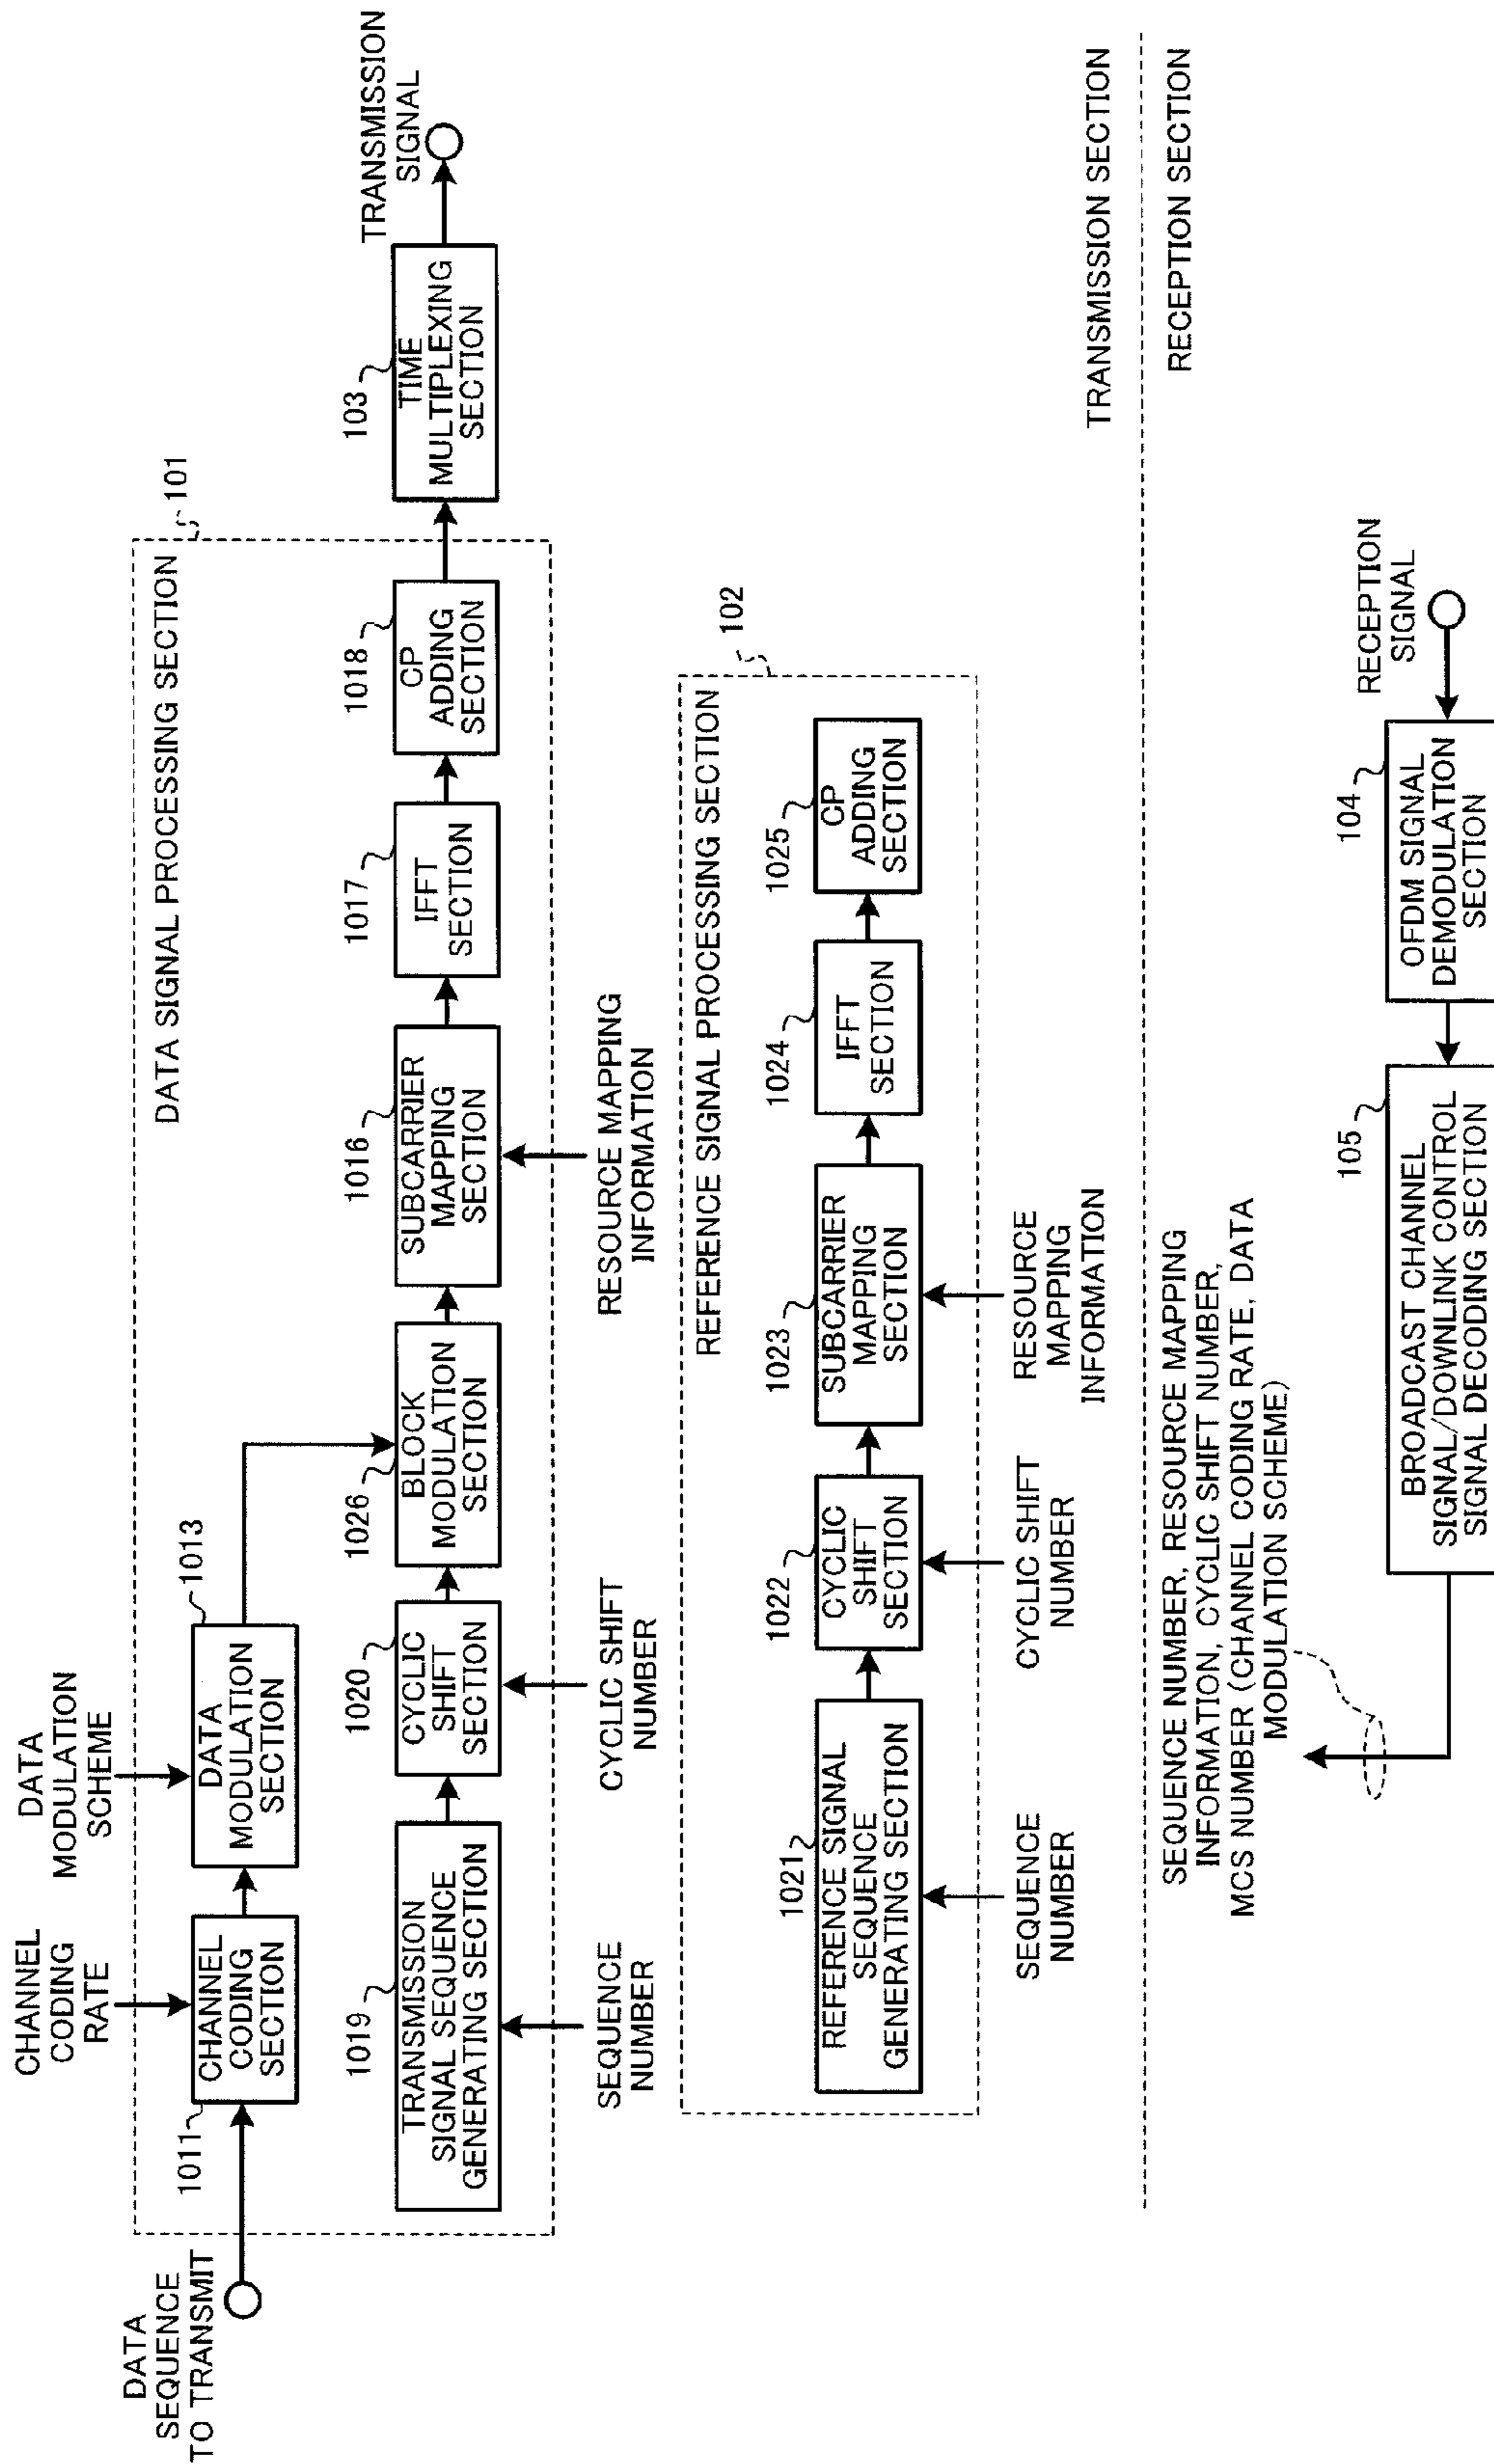 DATA
SEQUENCE
TO TRANSMIT
CHANNEL
CODING
RATE
DATA
MODULATION
SCHEME
DATA SIGNAL PROCESSING SECTION
101
1011
CHANNEL
CODING
SECTION
1013
DATA
MODULATION
SECTION
1019
TRANSMISSION
SIGNAL SEQUENCE
GENERATING SECTION
SEQUENCE
NUMBER
1020
CYCLIC
SHIFT
SECTION
CYCLIC SHIFT
NUMBER
1026
BLOCK
MODULATION
SECTION
1016
SUBCARRIER
MAPPING
SECTION
RESOURCE MAPPING
INFORMATION
1017
IFFT
SECTION
1018
CP
ADDING
SECTION
103
TIME
MULTIPLEXING
SECTION
TRANSMISSION
SIGNAL
REFERENCE SIGNAL PROCESSING SECTION
102
1021
REFERENCE SIGNAL
SEQUENCE
GENERATING SECTION
SEQUENCE
NUMBER
1022
CYCLIC
SHIFT
SECTION
CYCLIC SHIFT
NUMBER
1023
SUBCARRIER
MAPPING
SECTION
RESOURCE
MAPPING
INFORMATION
1024
IFFT
SECTION
1025
CP
ADDING
SECTION
TRANSMISSION SECTION
RECEPTION SECTION
SEQUENCE NUMBER, RESOURCE MAPPING
INFORMATION, CYCLIC SHIFT NUMBER,
MCS NUMBER (CHANNEL CODING RATE, DATA
MODULATION SCHEME)
105
BROADCAST CHANNEL
SIGNAL/DOWNLINK CONTROL
SIGNAL DECODING SECTION
104
OFDM SIGNAL
DEMODULATION
SECTION
RECEPTION
SIGNAL